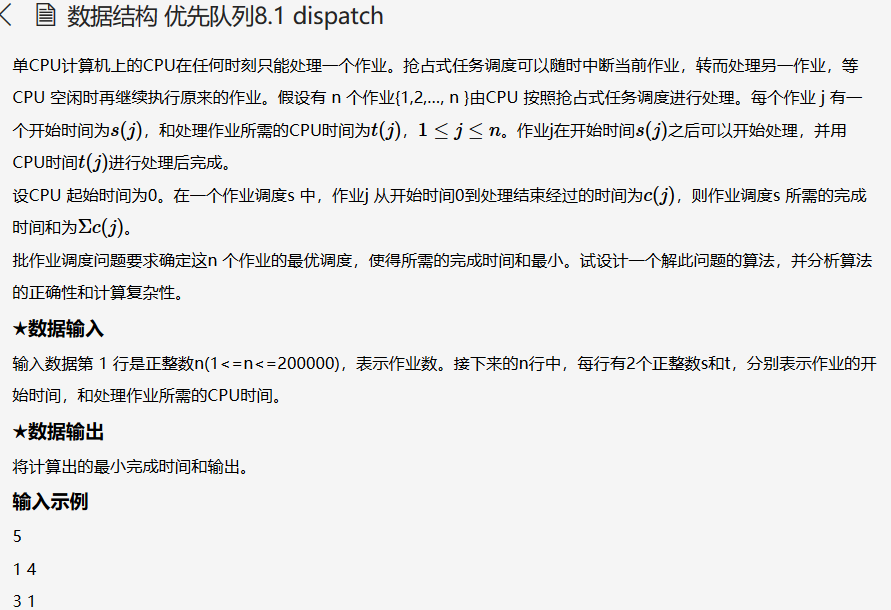 数据结构 优先队列8.1 dispatch
单CPU计算机上的CPU在任何时刻只能处理一个作业。抢占式任务调度可以随时中断当前作业，转而处理另一作业，等
CPU 空闲时再继续执行原来的作业。假设有 n 个作业{1,2,..., n }由CPU 按照抢占式任务调度进行处理。每个作业 j 有一
个开始时间为s(j)，和处理作业所需的CPU时间为t(j)，1 ≤ j ≤ n。作业j在开始时间s(j)之后可以开始处理，并用
CPU时间t(j)进行处理后完成。
设CPU 起始时间为0。在一个作业调度s 中，作业j 从开始时间0到处理结束经过的时间为c(j)，则作业调度s 所需的完成
时间和为Σc(j)。
批作业调度问题要求确定这n 个作业的最优调度，使得所需的完成时间和最小。试设计一个解此问题的算法，并分析算法
的正确性和计算复杂性。
★数据输入
输入数据第 1 行是正整数n(1<=n<=200000)，表示作业数。接下来的n行中，每行有2个正整数s和t，分别表示作业的开
始时间，和处理作业所需的CPU时间。
★数据输出
将计算出的最小完成时间和输出。
输入示例
5
1 4
3 1